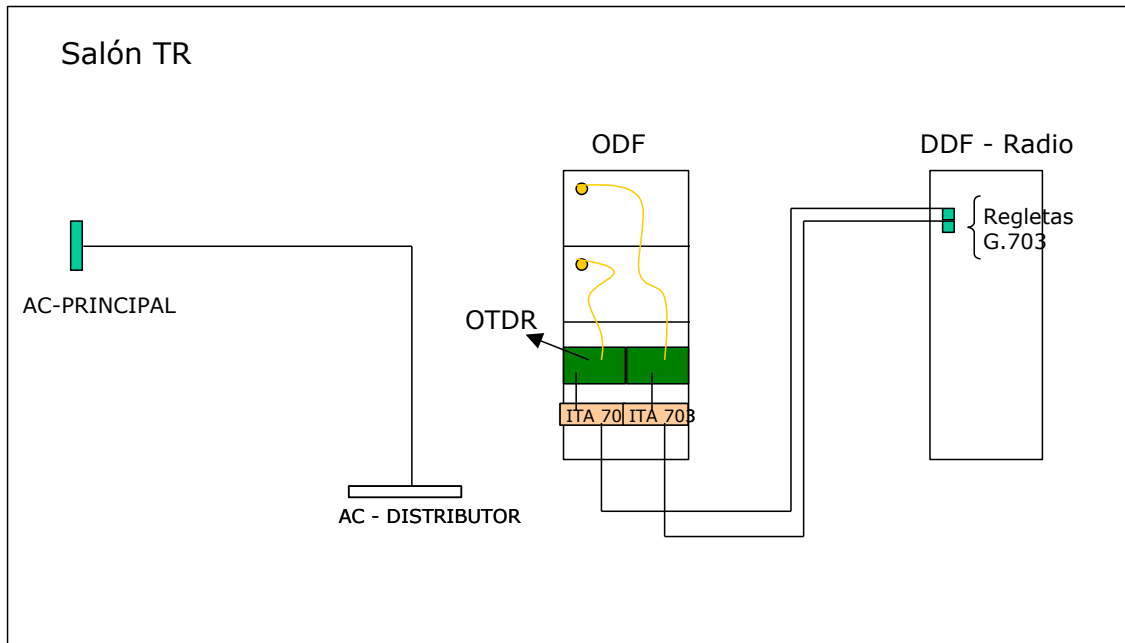 Salón TR
ODF
DDF - Radio
Regletas
G.703
AC-PRINCIPAL
OTDR
ITA 70
ITA 703
AC - DISTRIBUTOR